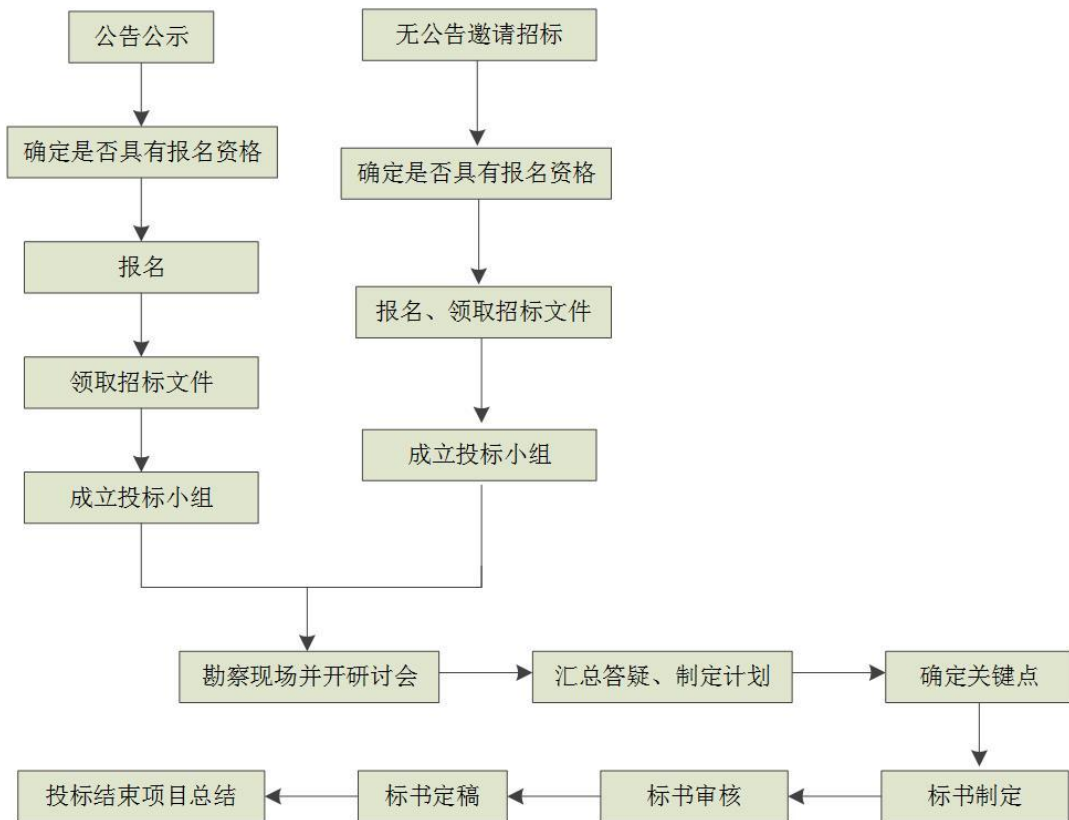 公告公示
确定是否具有报名资格
报名
领取招标文件
成立投标小组
无公告邀请招标
确定是否具有报名资格
报名、领取招标文件
成立投标小组
勘察现场并开研讨会
汇总答疑、制定计划
确定关键点
标书制定
标书审核
标书定稿
投标结束项目总结